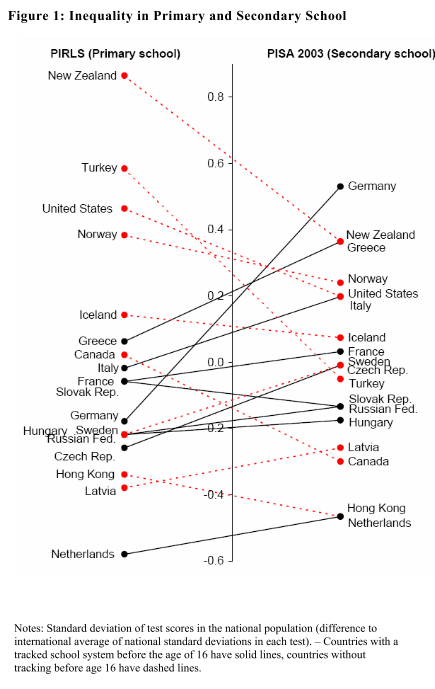 Figure 1: Inequality in Primary and Secondary School
PIRLS (Primary school)
PISA 2003 (Secondary school)
New Zealand
Turkey
United States
Norway
Iceland
Greece
Canada
Italy
France
Slovak Rep.
Germany
Hungary Sweden
Russian Fed.
Czech Rep.
Hong Kong
Latvia
Netherlands
0.8
0.6
0.4
0.2
0.0
-0.2
-0.4
-0.6
Germany
New Zealand
Greece
Norway
United States
Italy
Iceland
France
Sweden
Czech Rep.
Turkey
Slovak Rep.
Russian Fed.
Hungary
Latvia
Canada
Hong Kong
Netherlands
Notes: Standard deviation of test scores in the national population (difference to
international average of national standard deviations in each test). – Countries with a
tracked school system before the age of 16 have solid lines, countries without
tracking before age 16 have dashed lines.